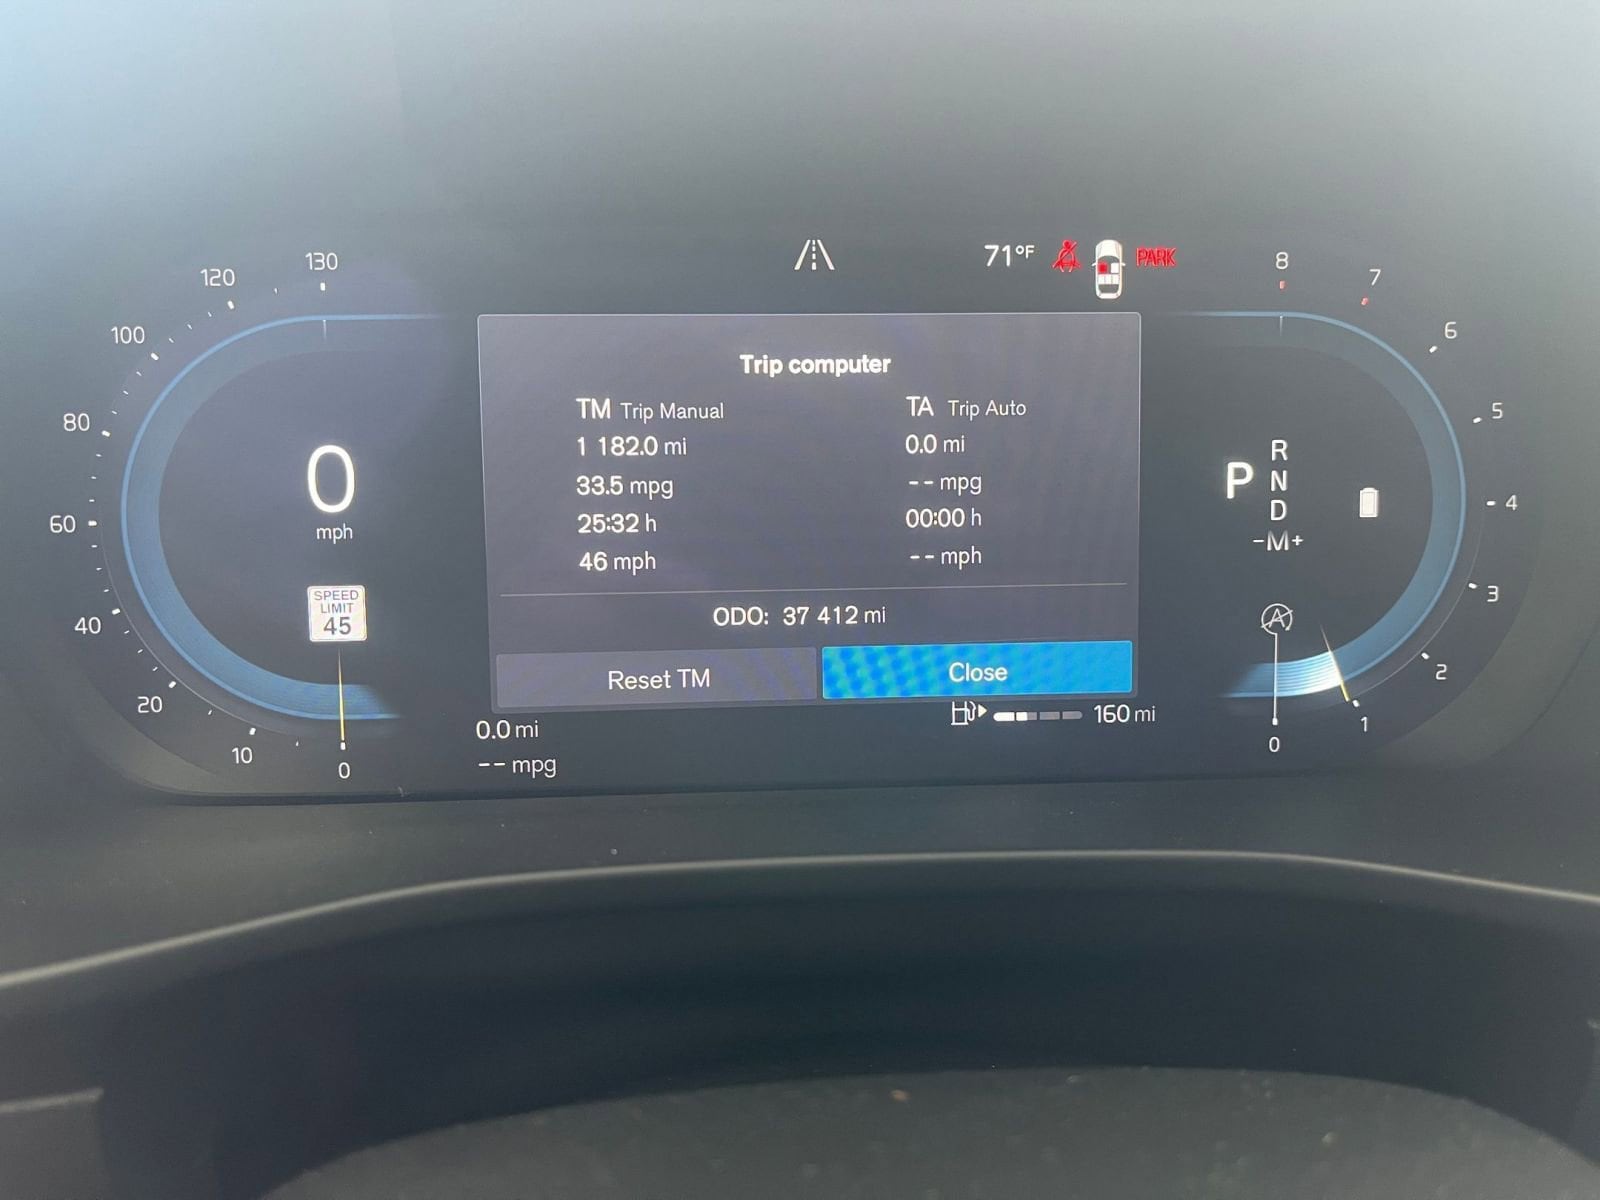 71°F PARK
130
120
100
80
60
40
20
10
0
0
mph
SPEED
LIMIT
45
Trip computer
TM Trip Manual
1 182.0 mi
33.5 mpg
25:32 h
46 mph
TA Trip Auto
0.0 mi
-- mpg
00:00 h
-- mph
ODO: 37 412 mi
Reset TM
Close
0.0 mi
-- mpg
160 mi
P
R
N
D
-M+
A
8
7
6
5
4
3
2
1
0